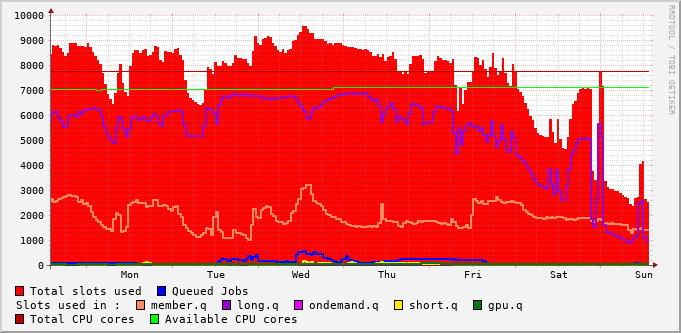 10000
9000
8000
7000
6000
5000
4000
3000
2000
1000
0
Mon Tue Wed Thu Fri Sat Sun
RRDTOOL / TOBI OETIKER
Total slots used Queued Jobs
Slots used in : member.q long.q ondemand.q short.q gpu.q
Total CPU cores Available CPU cores